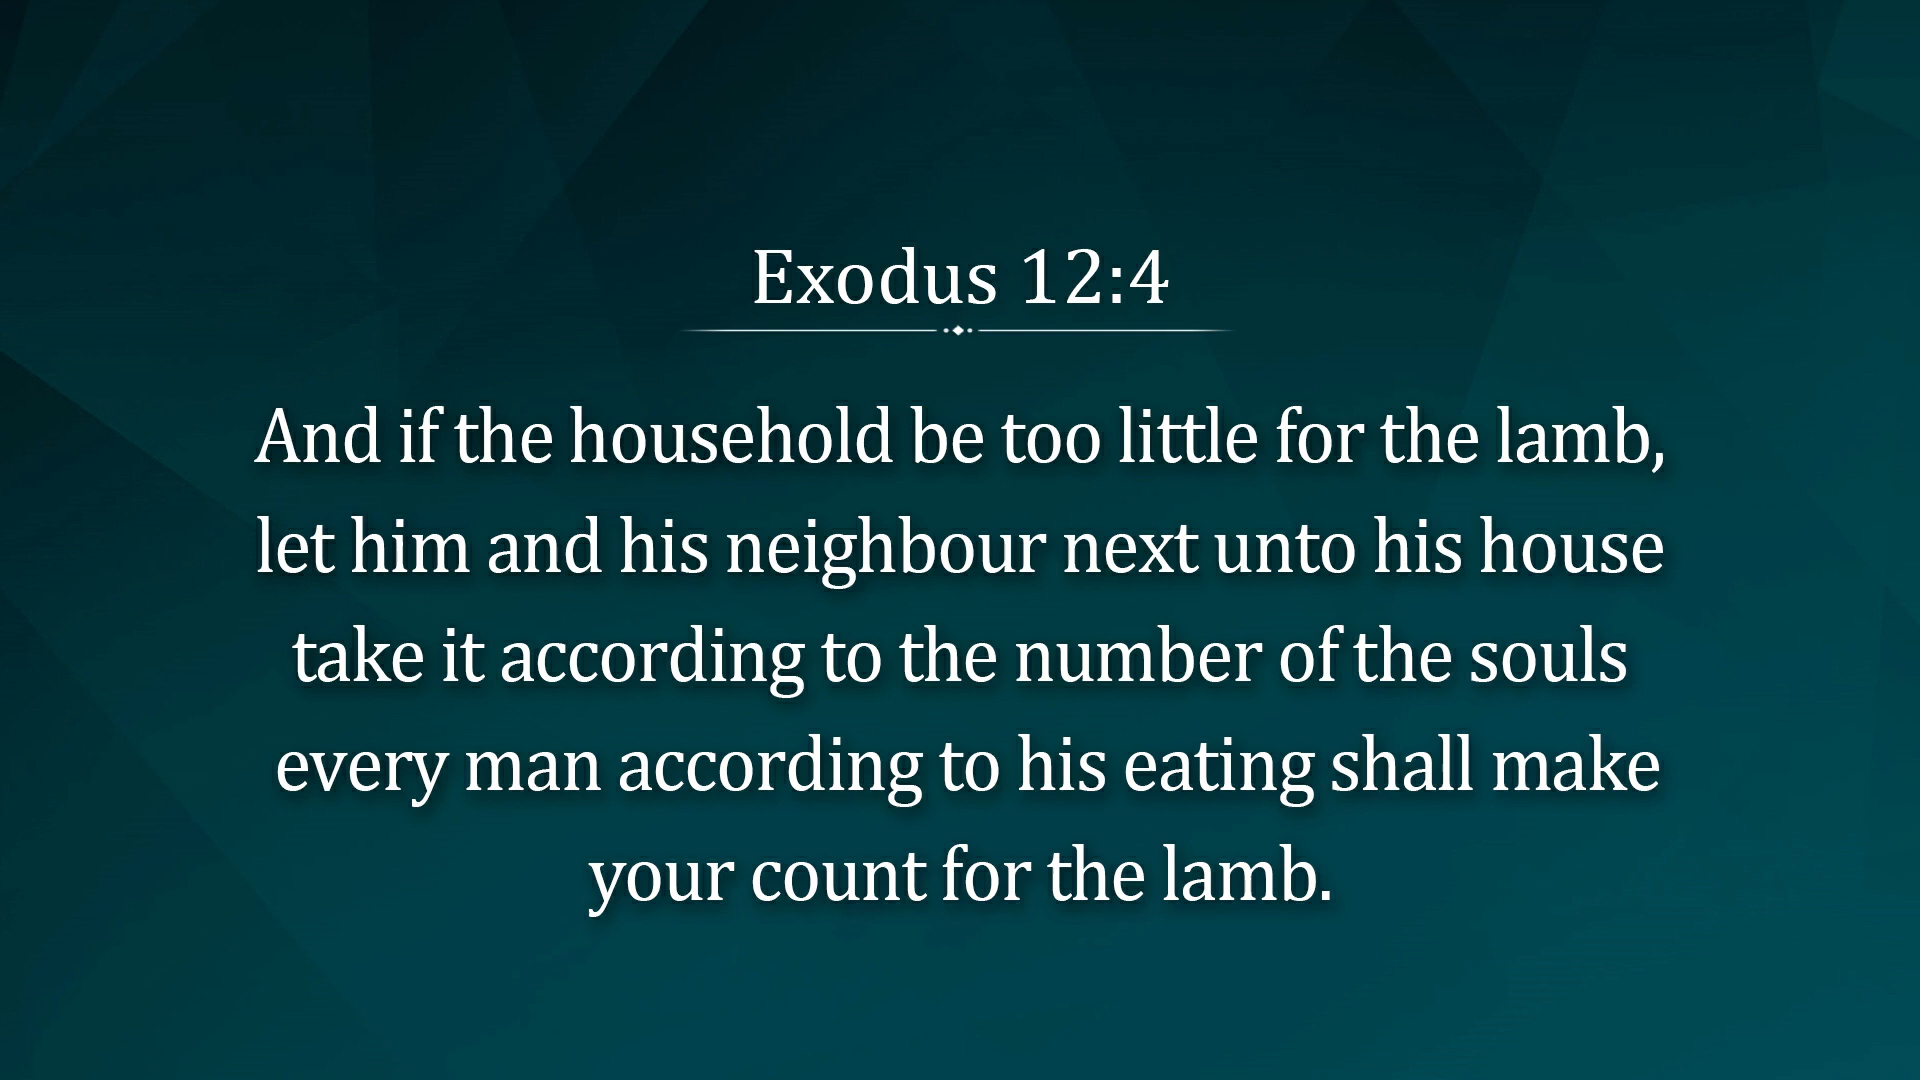 Exodus 12:4
And if the household be too little for the lamb,
let him and his neighbour next unto his house
take it according to the number of the souls
every man according to his eating shall make
your count for the lamb.